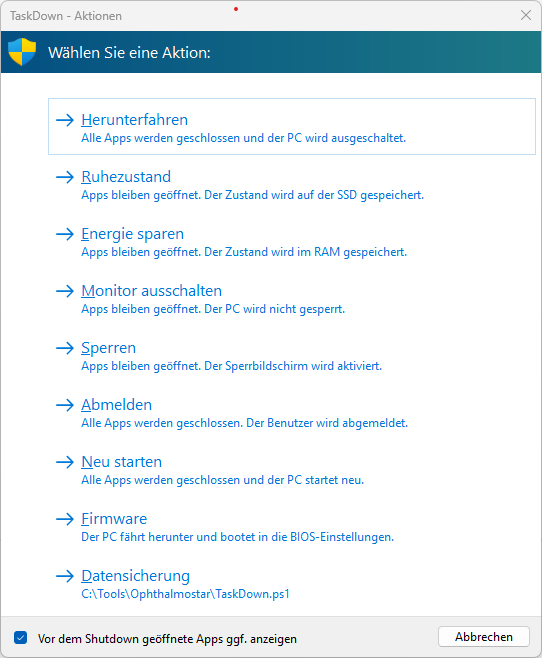 TaskDown - Aktionen
Wählen Sie eine Aktion:
Herunterfahren
Alle Apps werden geschlossen und der PC wird ausgeschaltet.
Ruhezustand
Apps bleiben geöffnet. Der Zustand wird auf der SSD gespeichert.
Energie sparen
Apps bleiben geöffnet. Der Zustand wird im RAM gespeichert.
Monitor ausschalten
Apps bleiben geöffnet. Der PC wird nicht gesperrt.
Sperren
Apps bleiben geöffnet. Der Sperrbildschirm wird aktiviert.
Abmelden
Alle Apps werden geschlossen. Der Benutzer wird abgemeldet.
Neu starten
Alle Apps werden geschlossen und der PC startet neu.
Firmware
Der PC fährt herunter und bootet in die BIOS-Einstellungen.
Datensicherung
C:\Tools\Ophthalmostar\TaskDown.ps1
Vor dem Shutdown geöffnete Apps ggf. anzeigen
Abbrechen